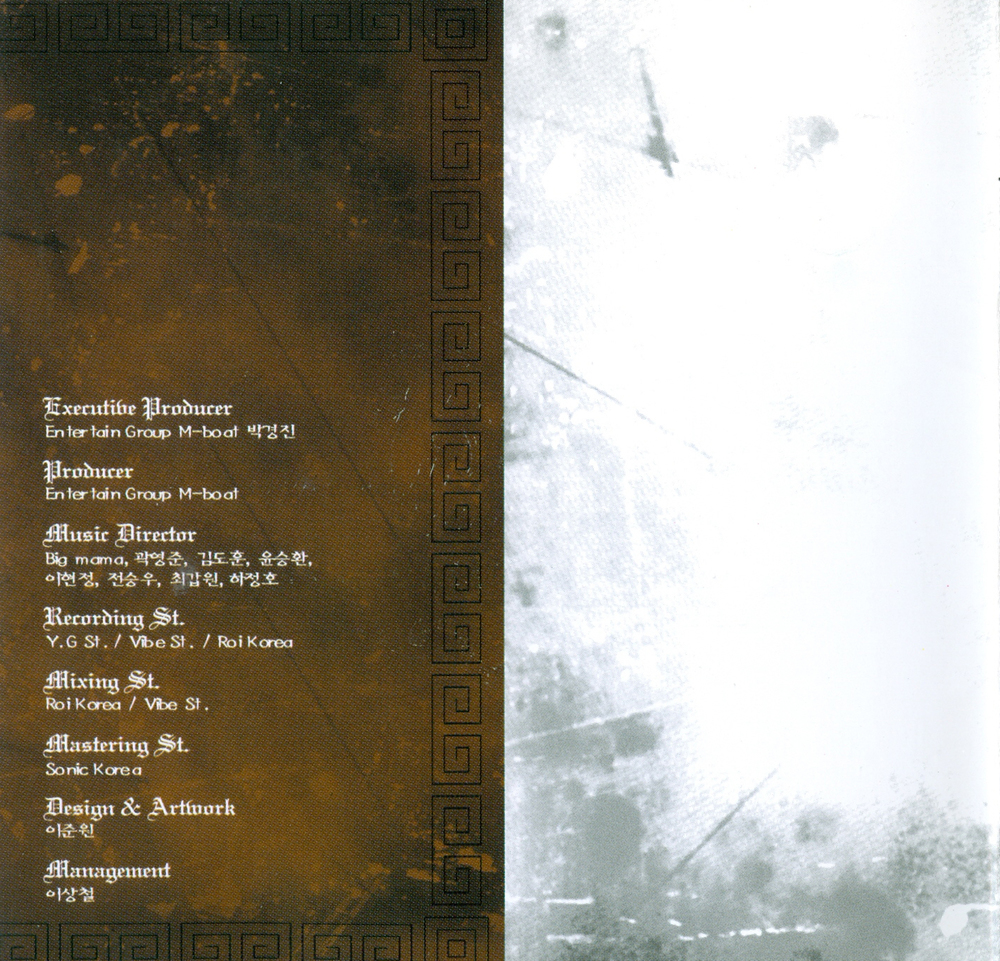 Executive Producer
Entertain Group M-boat 박경진
Producer
Entertain Group M-boat
Music Director
Big mama, 곽영준, 김도훈, 윤승환,
이현정, 전승우, 최갑원, 하정호
Recording St.
Y.G St. / Vibe St. / Roi Korea
Mixing St.
Roi Korea / Vibe St.
Mastering St.
Sonic Korea
Design & Artwork
이준원
Management
이상철